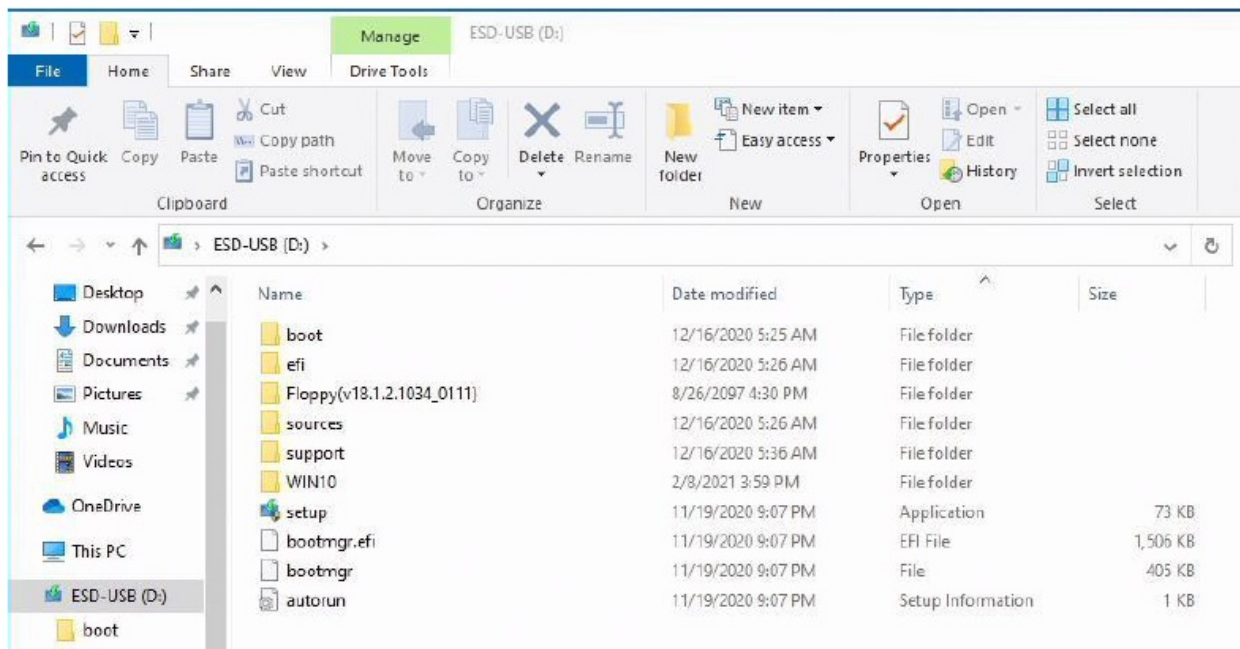 Manage ESD-USB (D:)
File Home Share View Drive Tools
Pin to Quick access
Copy
Paste
Cut
Copy path
Paste shortcut
Clipboard
Move to
Copy to
Delete
Rename
Organize
New folder
New item
Easy access
New
Properties
Open
Edit
History
Open
Select all
Select none
Invert selection
Select
ESD-USB (D:)
Desktop
Downloads
Documents
Pictures
Music
Videos
OneDrive
This PC
ESD-USB (D:)
boot
Name Date modified Type Size
boot 12/16/2020 5:25 AM File folder
efi 12/16/2020 5:26 AM File folder
Floppy(v18.1.2.1034_0111) 8/26/2097 4:30 PM File folder
sources 12/16/2020 5:26 AM File folder
support 12/16/2020 5:36 AM File folder
WIN10 2/8/2021 3:59 PM File folder
setup 11/19/2020 9:07 PM Application 73 KB
bootmgr.efi 11/19/2020 9:07 PM EFI File 1,506 KB
bootmgr 11/19/2020 9:07 PM File 405 KB
autorun 11/19/2020 9:07 PM Setup Information 1 KB